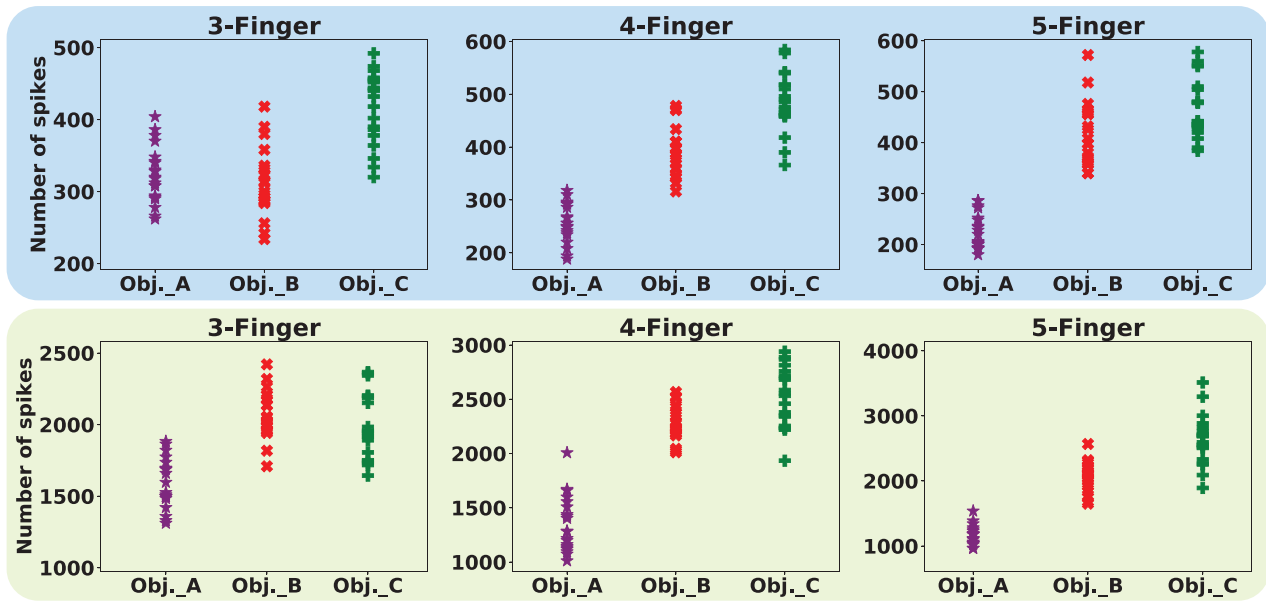 3-Finger
4-Finger
5-Finger
Number of spikes
500
400
300
200
Obj._A Obj._B Obj._C
600
500
400
300
200
Obj._A Obj._B Obj._C
600
500
400
300
200
Obj._A Obj._B Obj._C
3-Finger
4-Finger
5-Finger
Number of spikes
2500
2000
1500
1000
Obj._A Obj._B Obj._C
3000
2500
2000
1500
1000
Obj._A Obj._B Obj._C
4000
3000
2000
1000
Obj._A Obj._B Obj._C